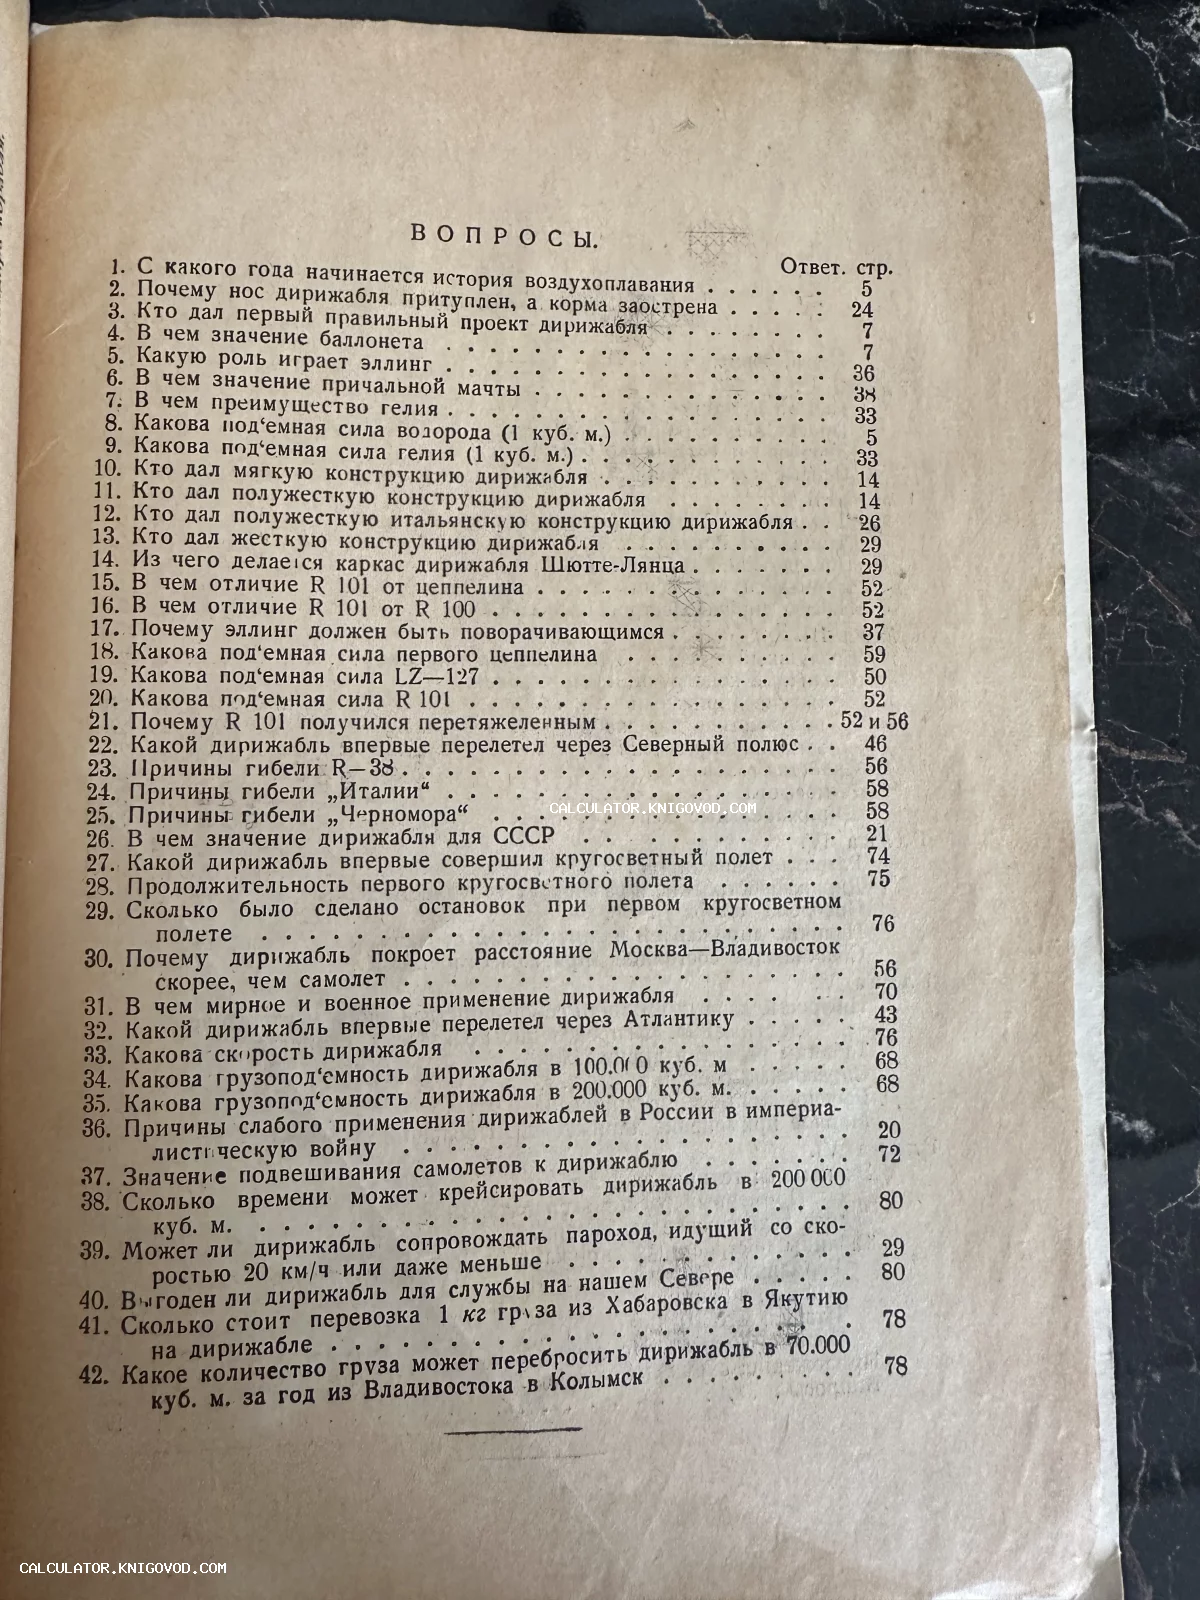 ВОПРОСЫ.
Ответ. стр.
1. С какого года начинается история воздухоплавания . . . . . . 5
2. Почему нос дирижабля притуплен, а корма заострена . . . . : 24
3. Кто дал первый правильный проект дирижабля . . . . . . . . 7
4. В чем значение баллонета . . . . . . . . . . . . . . . . . 7
5. Какую роль играет эллинг . . . . . . . . . . . . . . . . . 36
6. В чем значение причальной мачты . . . . . . . . . . . . . 38
7. В чем преимущество гелия . . . . . . . . . . . . . . . . . 33
8. Какова под‘емная сила водорода (1 куб. м.) . . . . . . . . . 5
9. Какова под‘емная сила гелия (1 куб. м.) . . . . . . . . . . . 33
10. Кто дал мягкую конструкцию дирижабля . . . . . . . . . . . 14
11. Кто дал полужесткую конструкцию дирижабля . . . . . . . . 14
12. Кто дал полужесткую итальянскую конструкцию дирижабля . . 26
13. Кто дал жесткую конструкцию дирижабля . . . . . . . . . . 29
14. Из чего делается каркас дирижабля Шютте-Лянца . . . . . . . 29
15. В чем отличие R 101 от цеппелина . . . . . . . . . . . . . 52
16. В чем отличие R 101 от R 100 . . . . . . . . . . . . . . . 52
17. Почему эллинг должен быть поворачивающимся . . . . . . . . 37
18. Какова под‘емная сила первого цеппелина . . . . . . . . . . 59
19. Какова под‘емная сила LZ—127 . . . . . . . . . . . . . . . 50
20. Какова под‘емная сила R 101 . . . . . . . . . . . . . . . . 52
21. Почему R 101 получился перетяжеленным . . . . . . . . . . . 52 и 56
22. Какой дирижабль впервые перелетел через Северный полюс . . 46
23. Причины гибели R—38 . . . . . . . . . . . . . . . . . . . 56
24. Причины гибели „Италии“ . . . . . . . . . . . . . . . . . 58
25. Причины гибели „Черномора“ . . . . . . . . . . . . . . . . 58
CALCULATOR.KNIGOVOD.COM
26. В чем значение дирижабля для СССР . . . . . . . . . . . . 21
27. Какой дирижабль впервые совершил кругосветный полет . . . 74
28. Продолжительность первого кругосветного полета . . . . . . 75
29. Сколько было сделано остановок при первом кругосветном
полете . . . . . . . . . . . . . . . . . . . . . . . . 76
30. Почему дирижабль покроет расстояние Москва—Владивосток
скорее, чем самолет . . . . . . . . . . . . . . . . . . 56
31. В чем мирное и военное применение дирижабля . . . . . . . 70
32. Какой дирижабль впервые перелетел через Атлантику . . . . . 43
33. Какова скорость дирижабля . . . . . . . . . . . . . . . . 76
34. Какова грузопод‘емность дирижабля в 100.000 куб. м . . . . . 68
35. Какова грузопод‘емность дирижабля в 200.000 куб. м. . . . . . 68
36. Причины слабого применения дирижаблей в России в империа-
листическую войну . . . . . . . . . . . . . . . . . . . 20
37. Значение подвешивания самолетов к дирижаблю . . . . . . . 72
38. Сколько времени может крейсировать дирижабль в 200000
куб. м. . . . . . . . . . . . . . . . . . . . . . . . . 80
39. Может ли дирижабль сопровождать пароход, идущий со ско-
ростью 20 км/ч или даже меньше . . . . . . . . . . . . . 29
40. Выгоден ли дирижабль для службы на нашем Севере . . . . . 80
41. Сколько стоит перевозка 1 кг груза из Хабаровска в Якутию
на дирижабле . . . . . . . . . . . . . . . . . . . . . 78
42. Какое количество груза может перебросить дирижабль в 70.000
куб. м. за год из Владивостока в Колымск . . . . . . . . . 78
CALCULATOR.KNIGOVOD.COM